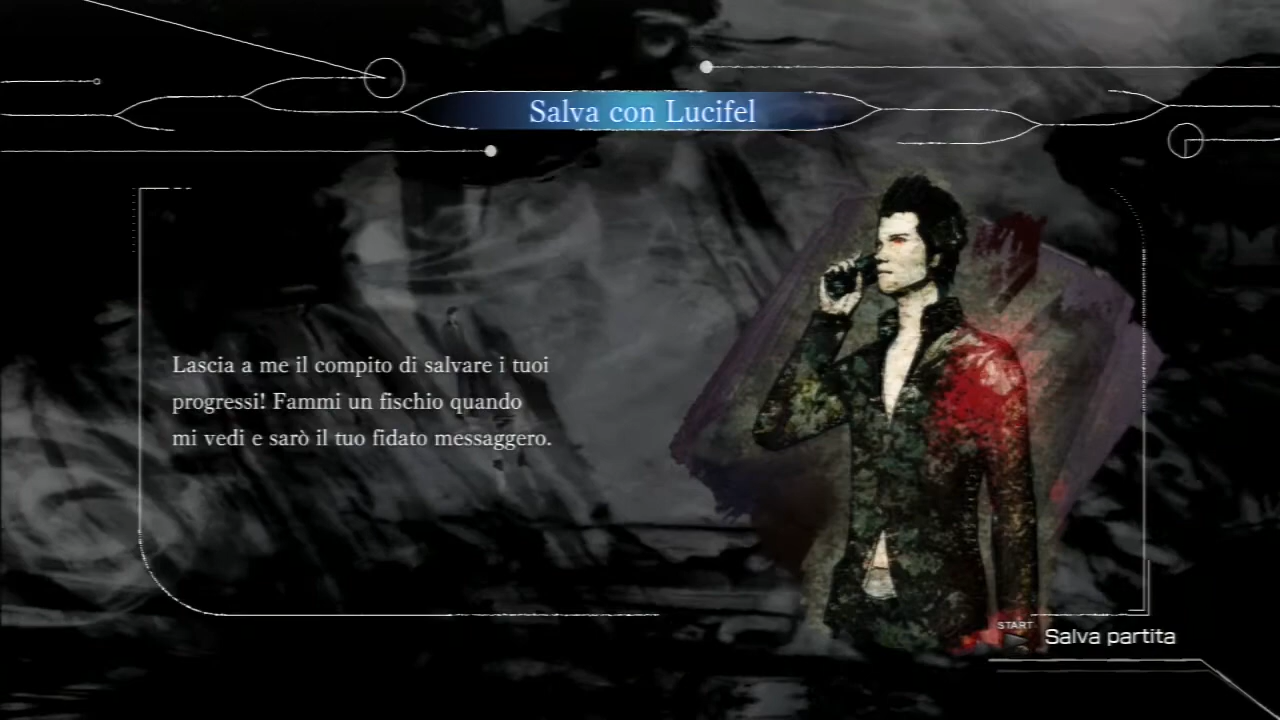 Salva con Lucifel
Lascia a me il compito di salvare i tuoi
progressi! Fammi un fischio quando
mi vedi e sarò il tuo fidato messaggero.
START
Salva partita